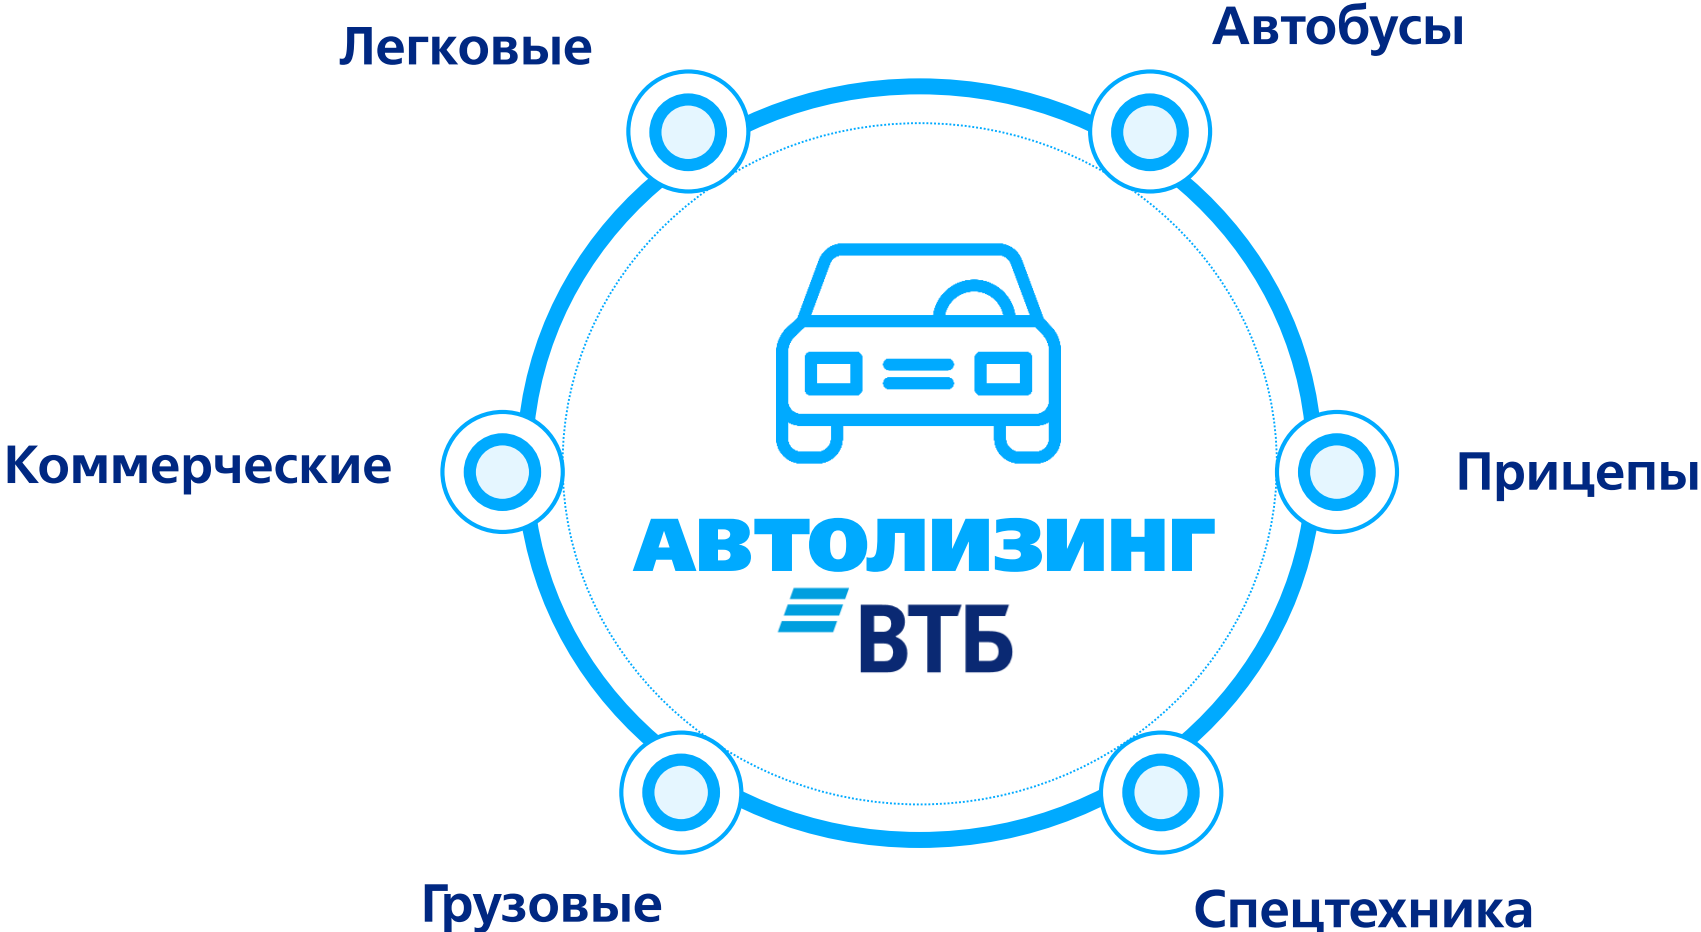 Легковые
Автобусы
Коммерческие
Прицепы
АВТОЛИЗИНГ
ВТБ
Грузовые
Спецтехника